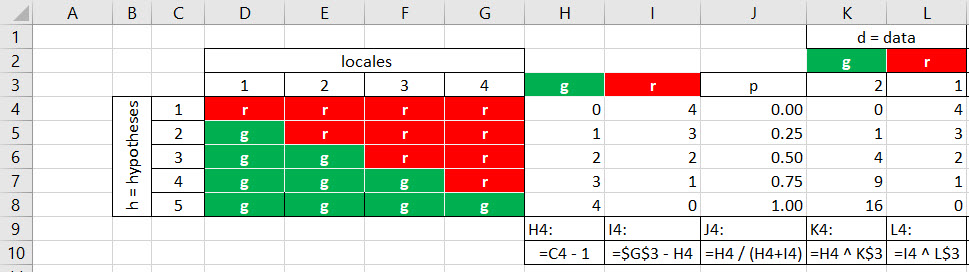 A B C D E F G H I J K L
1 d = data
2 locales g r
3 1 2 3 4 g r p 2 1
4 1 r r r r 0 4 0.00 0 4
5 2 g r r r 1 3 0.25 1 3
6 3 g g r r 2 2 0.50 4 2
7 4 g g g r 3 1 0.75 9 1
8 5 g g g g 4 0 1.00 16 0
h = hypotheses
9 H4: I4: J4: K4: L4:
10 =C4 - 1 =$G$3 - H4 =H4 / (H4+I4) =H4 ^ K$3 =I4 ^ L$3